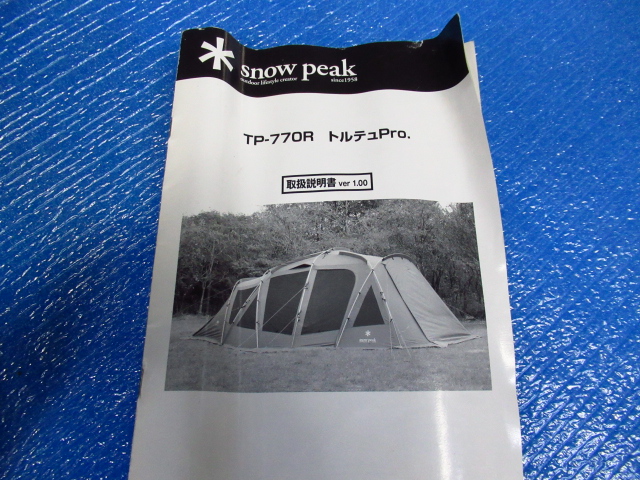 snow peak
outdoor lifestyle creator since1958
TP-770R トルテュPro.
取扱説明書 ver 1.00